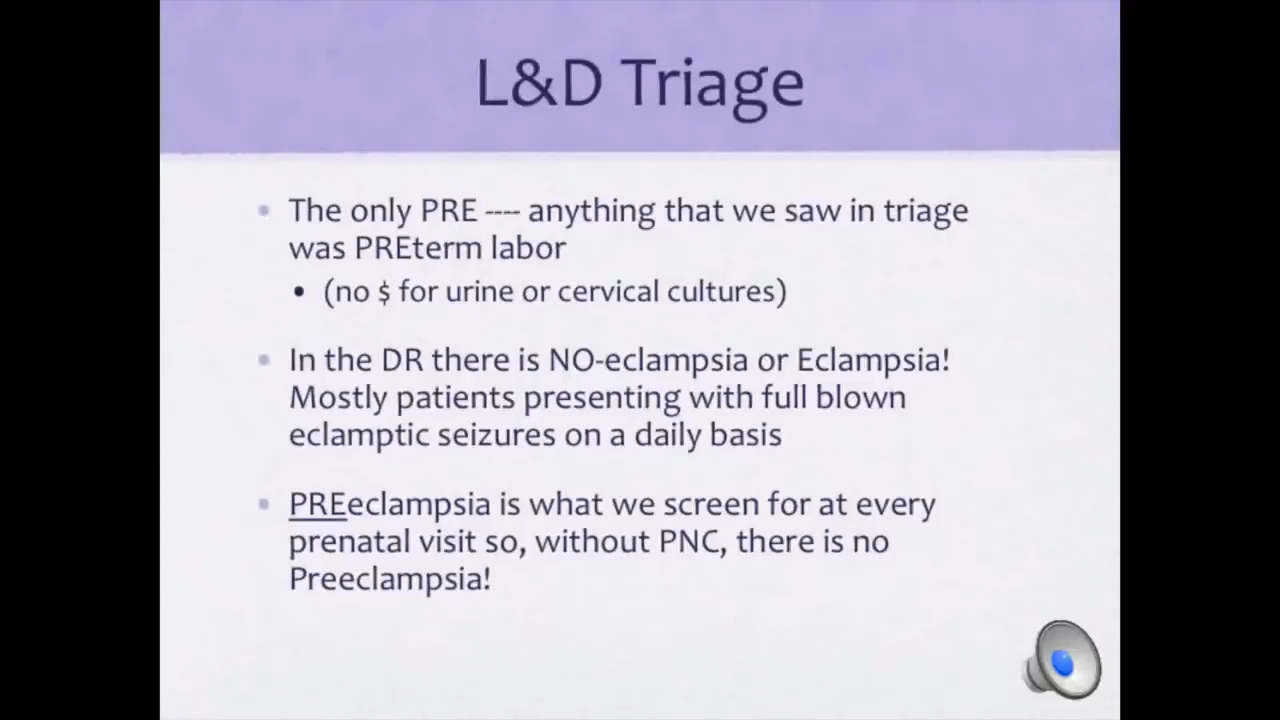 L&D Triage
The only PRE ---- anything that we saw in triage
was PREterm labor
(no $ for urine or cervical cultures)
In the DR there is NO-eclampsia or Eclampsia!
Mostly patients presenting with full blown
eclamptic seizures on a daily basis
PREeclampsia is what we screen for at every
prenatal visit so, without PNC, there is no
Preeclampsia!